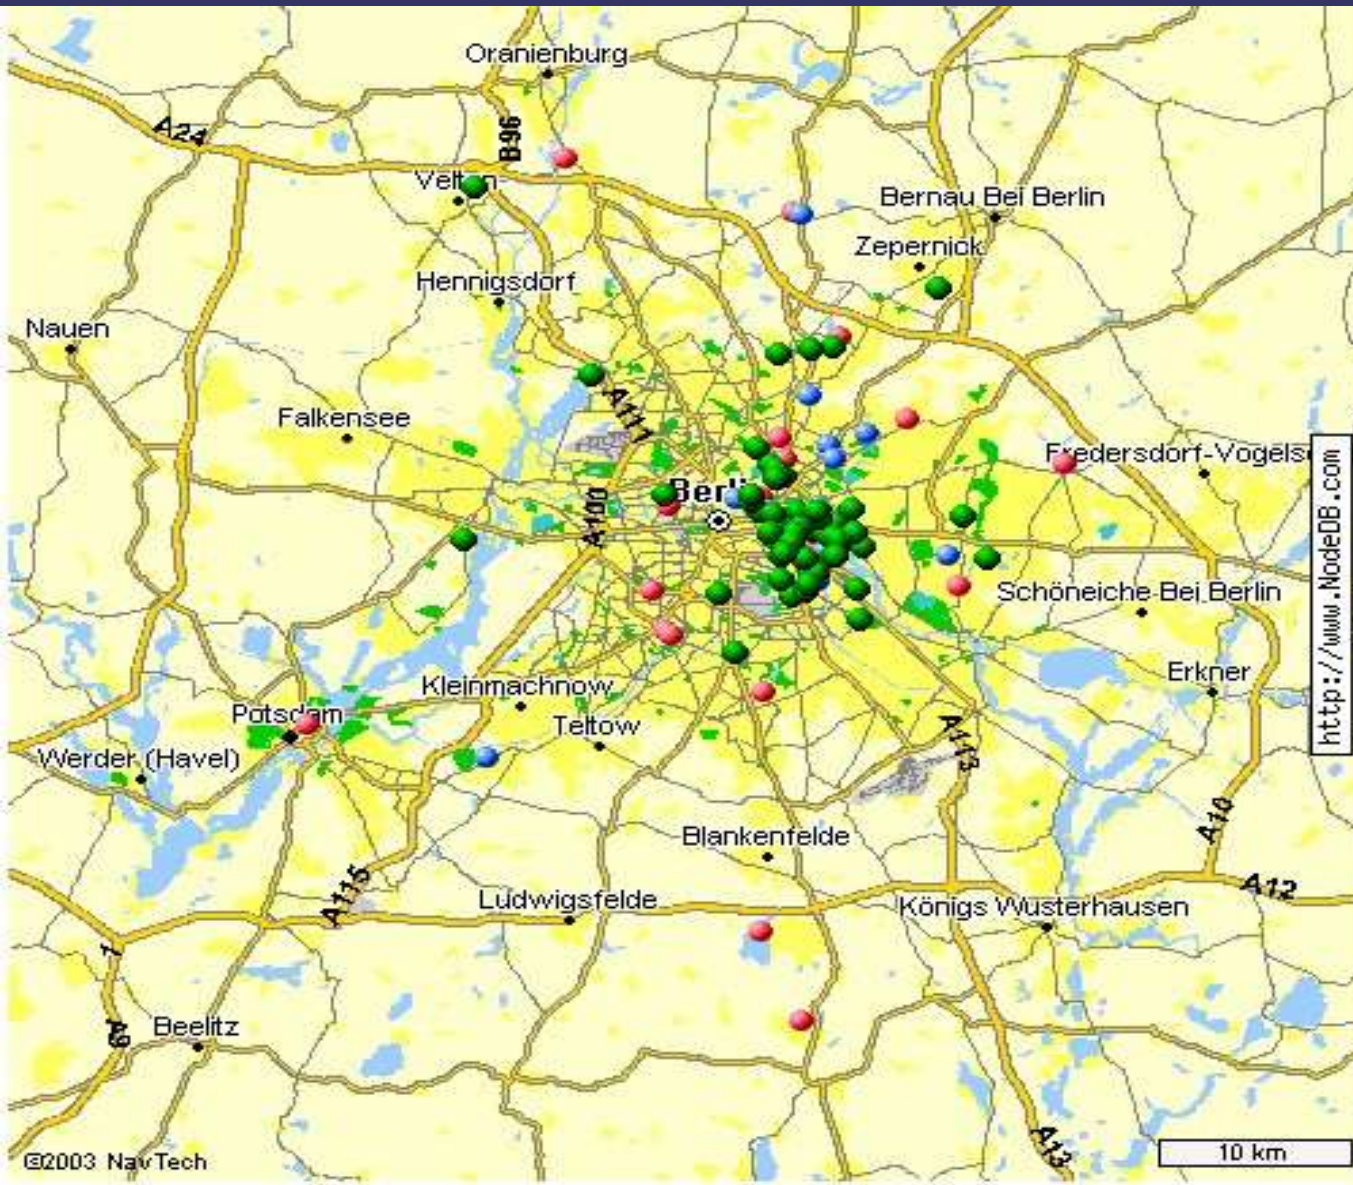 Oranienburg
A24
B96
Velten
Bernau Bei Berlin
Zepernick
Hennigsdorf
Nauen
Falkensee
A111
Fredersdorf-Vogels
Berlin
A100
Schöneiche Bei Berlin
http://www.NodeDB.com
Erkner
Kleinmachnow
Potsdam
Teltow
A113
Werder (Havel)
A10
Blankenfelde
A115
Ludwigsfelde
A12
Königs Wusterhausen
1
A9
Beelitz
A13
©2003 NavTech
10 km